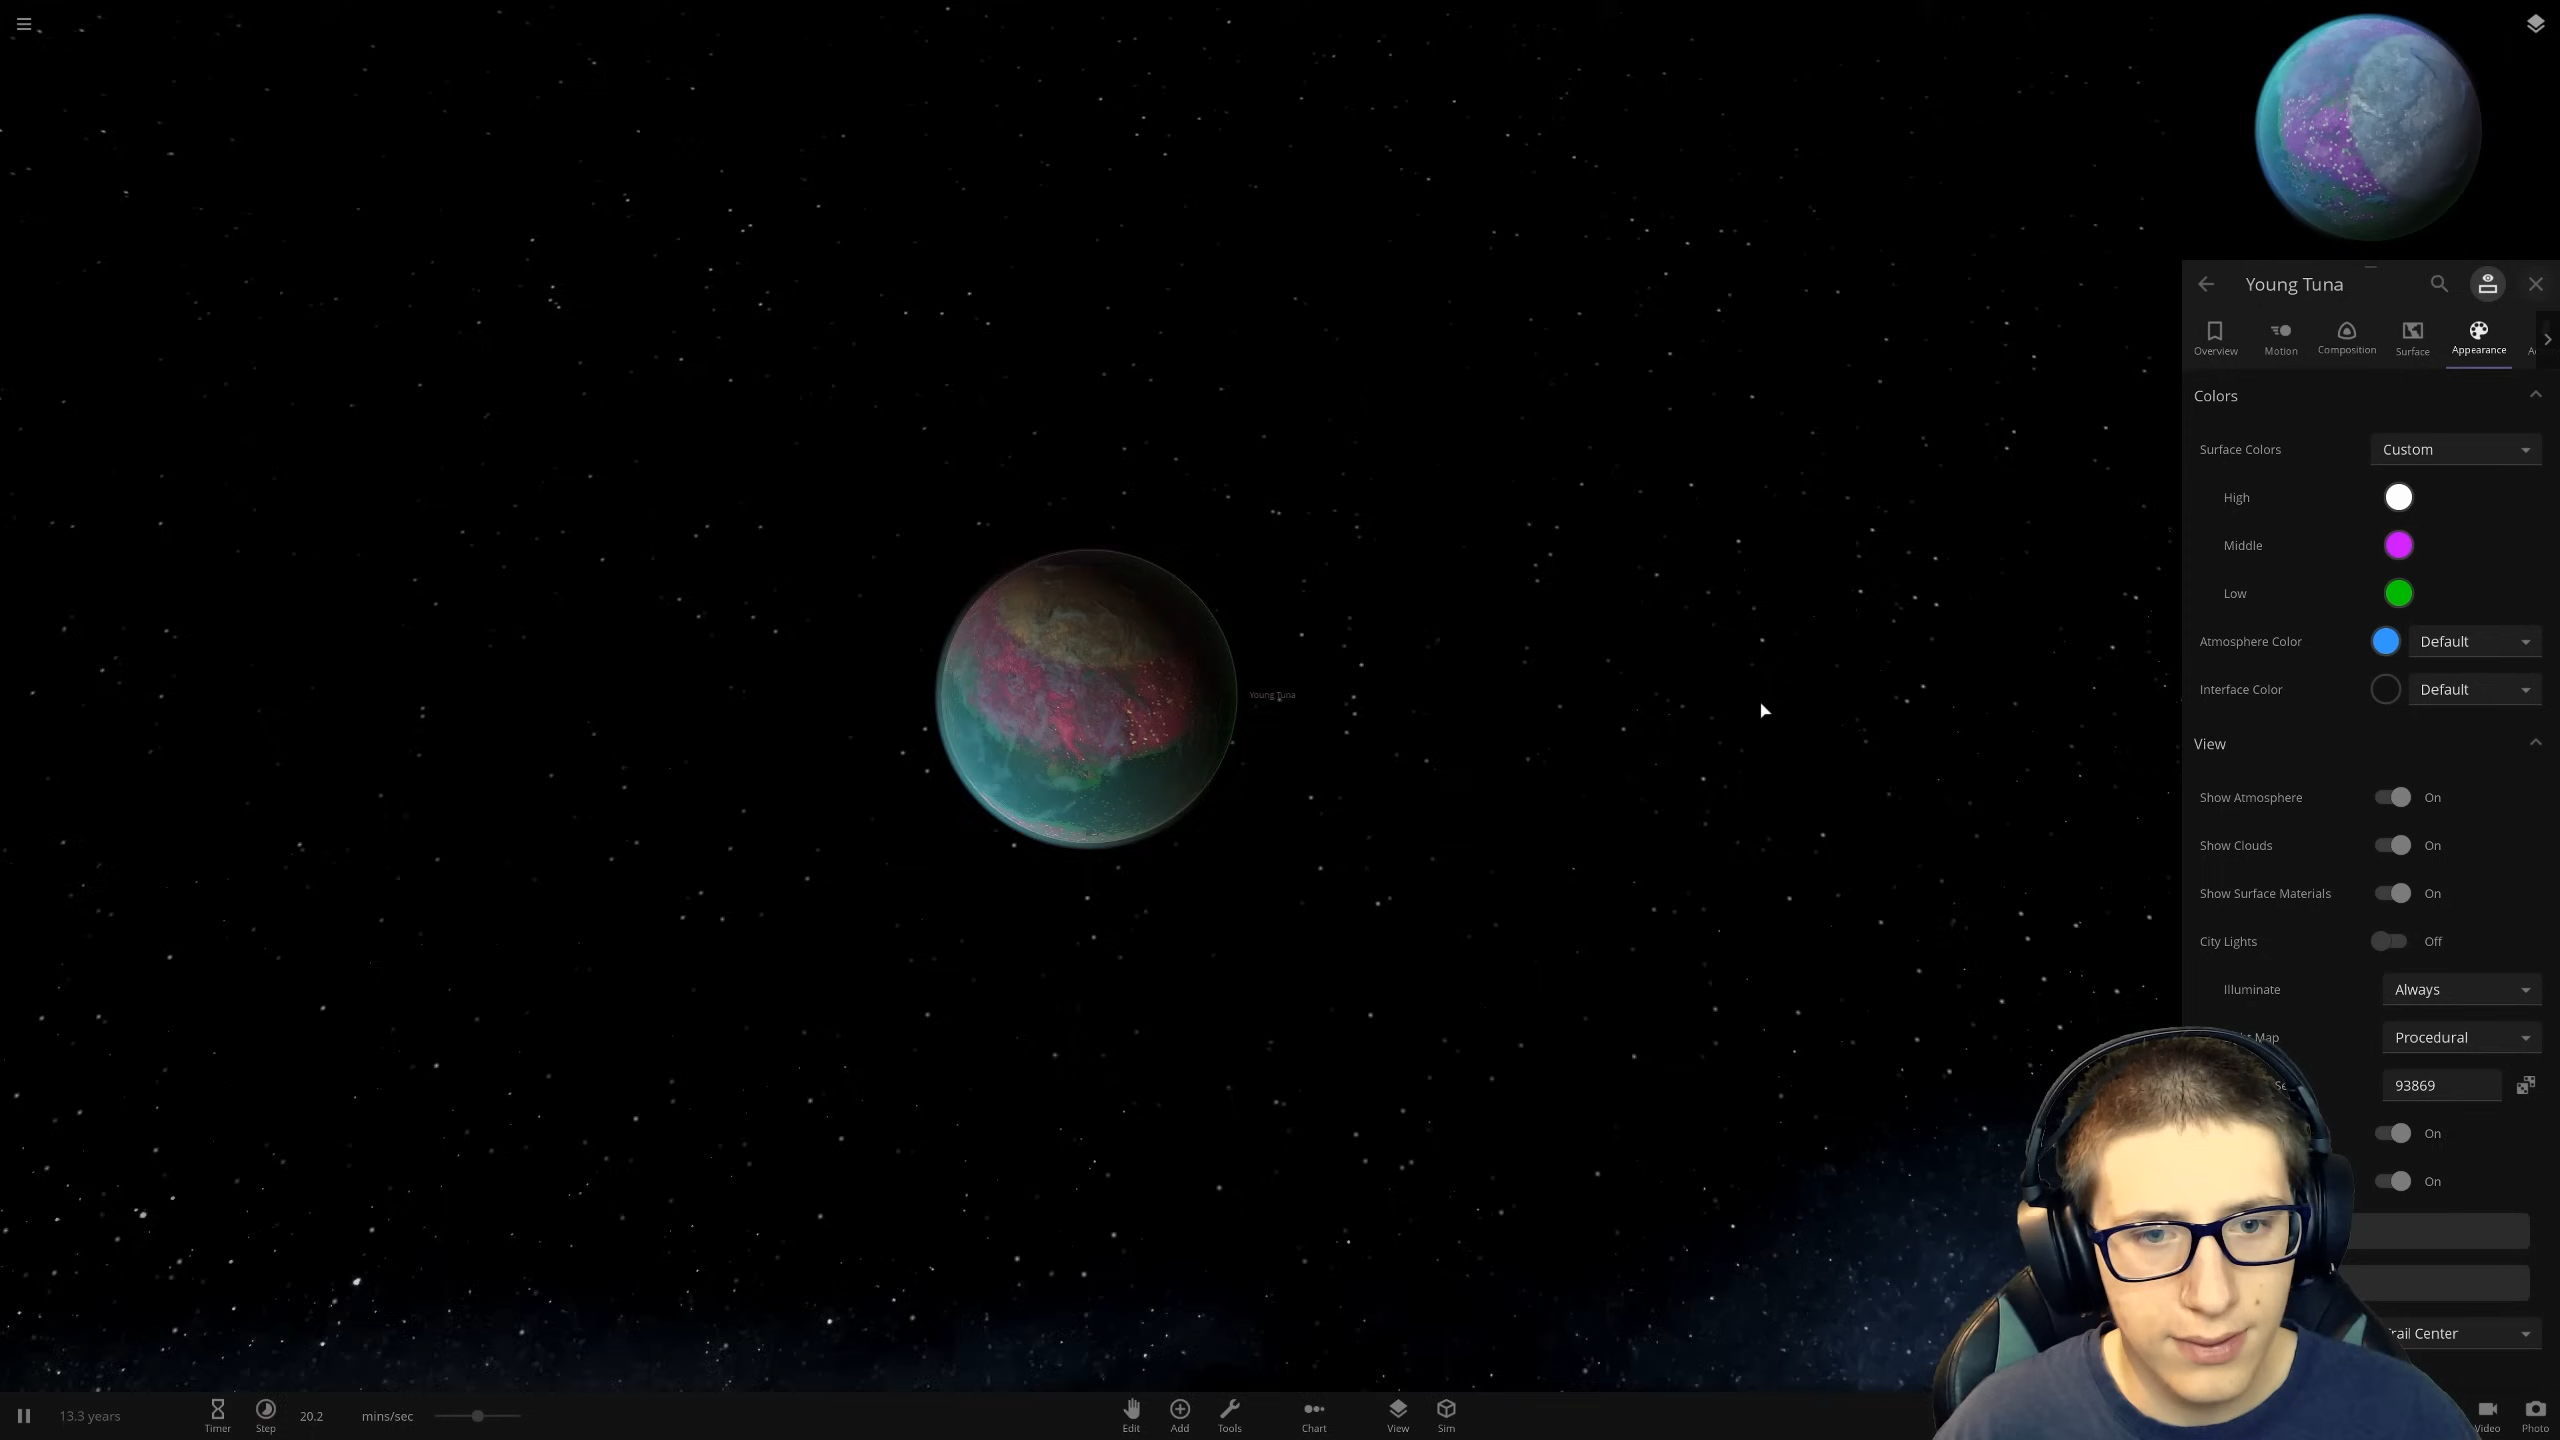 Young Tuna
Overview
Motion
Composition
Surface
Appearance
Colors
Surface Colors
Custom
High
Middle
Low
Atmosphere Color
Default
Interface Color
Default
Young Tuna
View
Show Atmosphere
On
Show Clouds
On
Show Surface Materials
On
City Lights
Off
Illuminate
Always
Map
Procedural
93869
On
On
Trail Center
13.3 years
Timer
Step
20.2
mins/sec
Edit
Add
Tools
Chart
View
Sim
Video
Photo